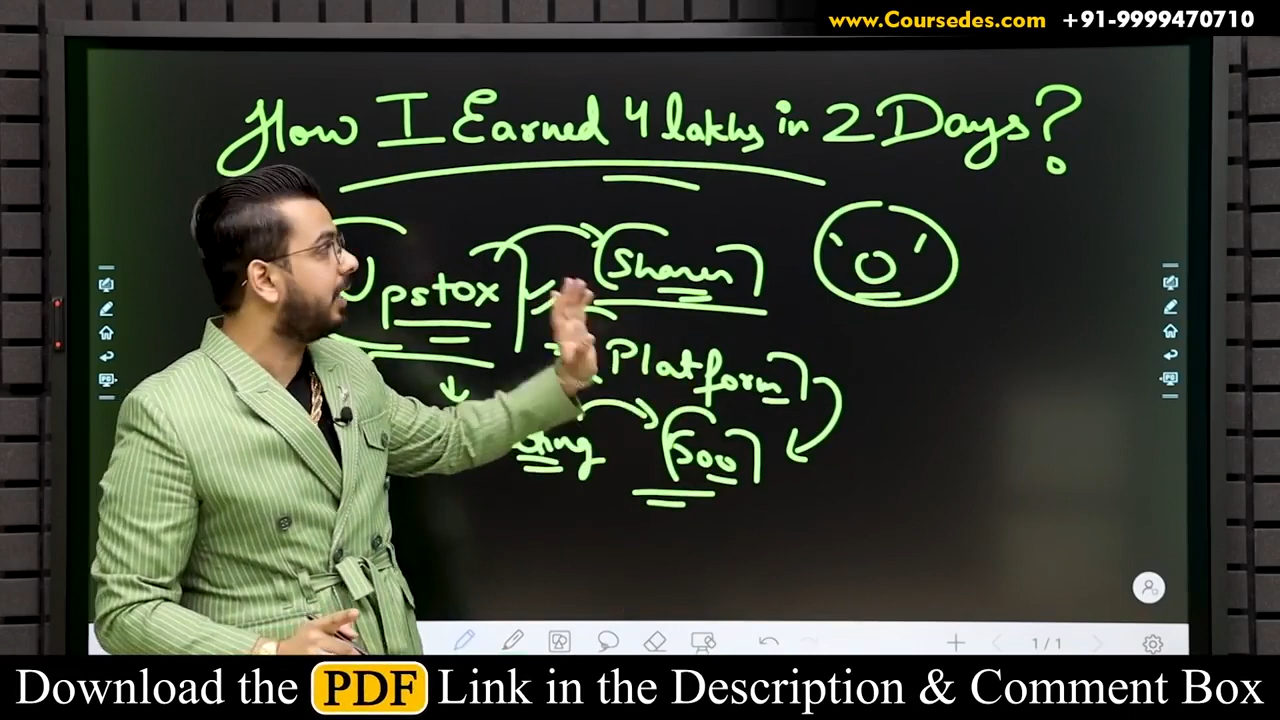 www.Coursedes.com +91-9999470710
How I Earned 4 lakhs in 2 Days?
Upstox
Shares
Platform
500
1/1
Download the PDF Link in the Description & Comment Box